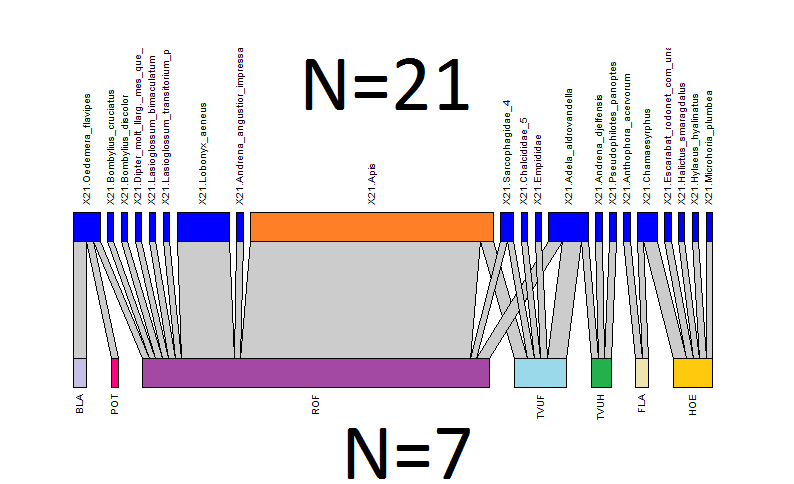 N=21
X21.Oedemera_flavipes
X21.Bombylius_cruciatus
X21.Bombylius_discolor
X21.Dipter_molt_llarg_mes_que_
X21.Lasioglossum_bimaculatum
X21.Lasioglossum_transitorium_p
X21.Lobonyx_aeneus
X21.Andrena_angustior_impressa
X21.Apis
X21.Sarcophagidae_4
X21.Chalcididae_5
X21.Empididae
X21.Adela_aldrovandella
X21.Andrena_djelfensis
X21.Pseudophilotes_panoptes
X21.Anthophora_acervorum
X21.Chamaesyrphus
X21.Escarabat_rodonet_com_una
X21.Halictus_smaragdulus
X21.Hylaeus_hyalinatus
X21.Microhoria_plumbea
BLA
POT
ROF
TVUF
TVUH
FLA
HOE
N=7